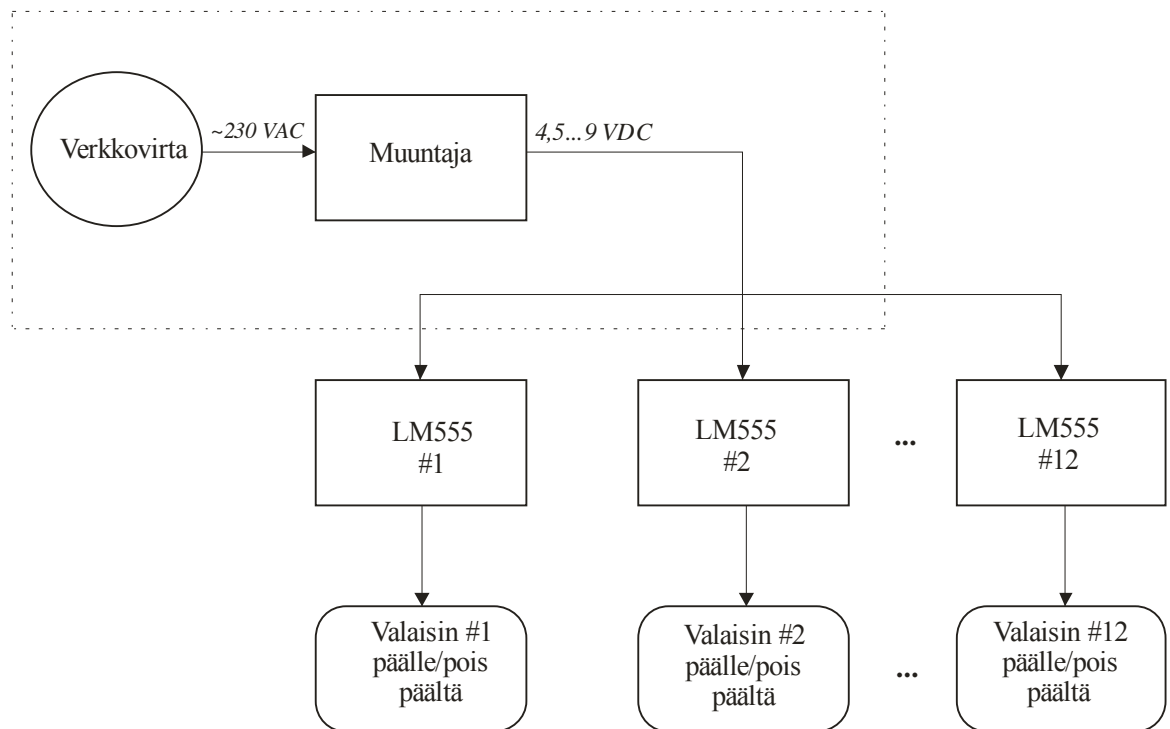 Verkkovirta
~230 VAC
Muuntaja
4,5...9 VDC
LM555
#1
LM555
#2
...
LM555
#12
Valaisin #1
päälle/pois
päältä
Valaisin #2
päälle/pois
päältä
...
Valaisin #12
päälle/pois
päältä